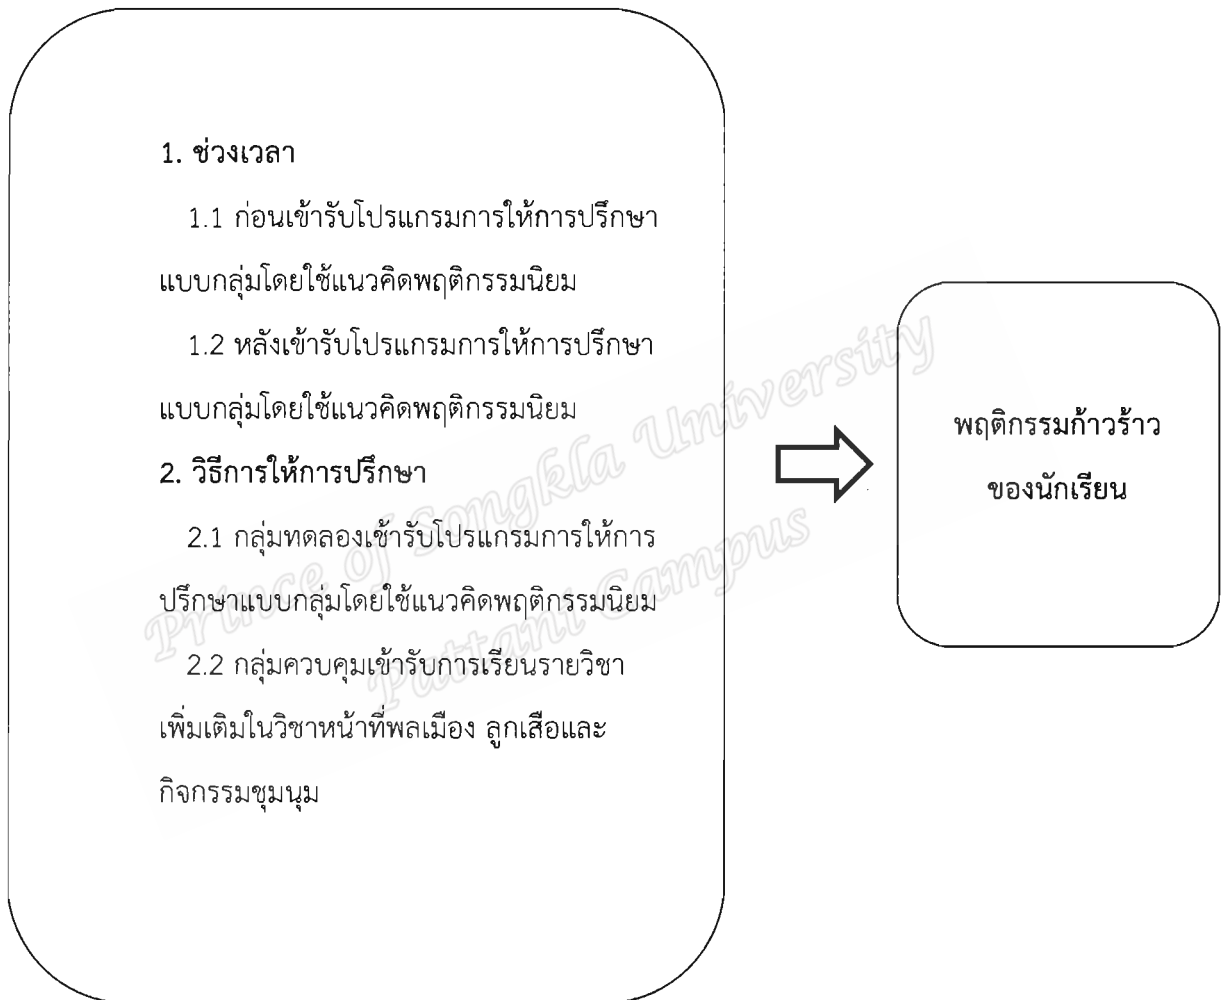 1. ช่วงเวลา
1.1 ก่อนเข้ารับโปรแกรมการให้การปรึกษา
แบบกลุ่มโดยใช้แนวคิดพฤติกรรมนิยม
1.2 หลังเข้ารับโปรแกรมการให้การปรึกษา
แบบกลุ่มโดยใช้แนวคิดพฤติกรรมนิยม
2. วิธีการให้การปรึกษา
2.1 กลุ่มทดลองเช้ารับโปรแกรมการให้การ
ปรึกษาแบบกลุ่มโดยใช้แนวคิดพฤติกรรมนิยม
2.2 กลุ่มควบคุมเข้ารับการเรียนรายวิชา
เพิ่มเติมในวิชาหน้าที่พลเมือง ลูกเสือและ
กิจกรรมชุมนุม
พฤติกรรมก้าวร้าว
ของนักเรียน
Prince of Songkla University
Pattani Campus